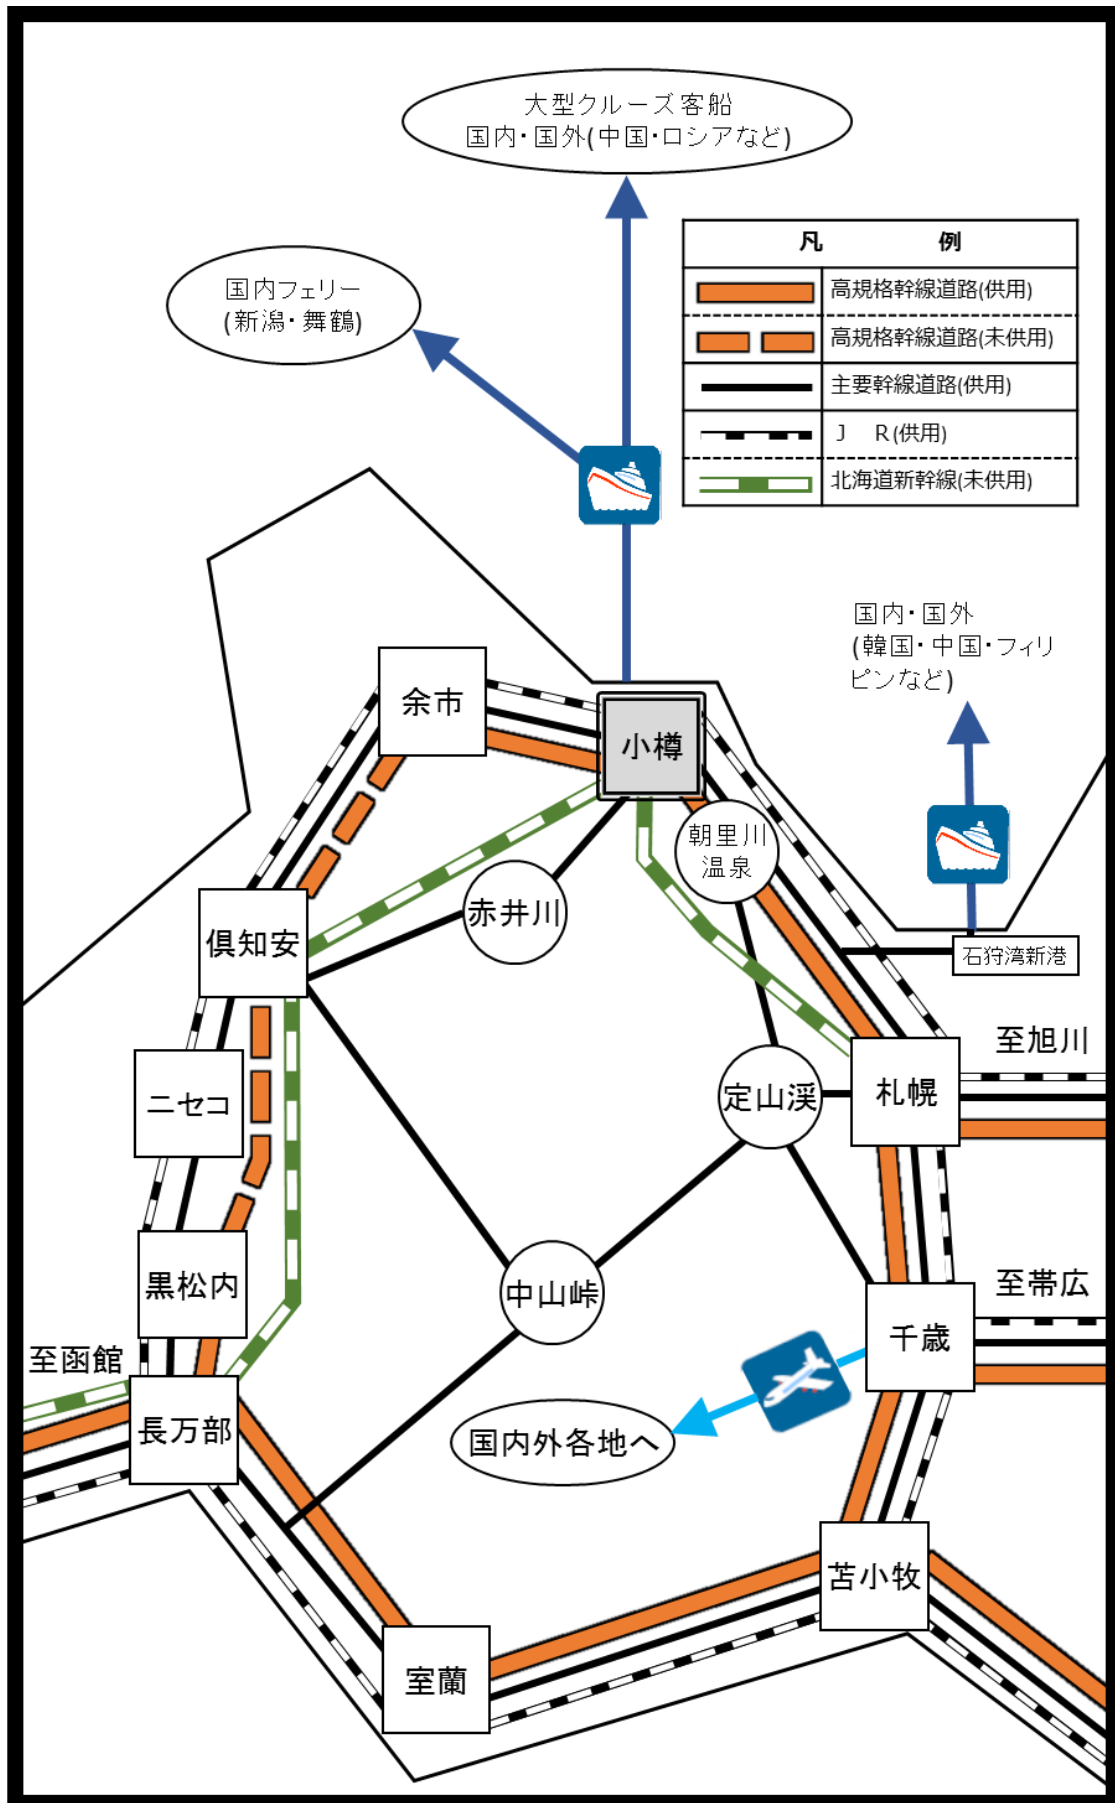 大型クルーズ客船
国内・国外(中国・ロシアなど)
国内フェリー
(新潟・舞鶴)
凡　例
高規格幹線道路(供用)
高規格幹線道路(未供用)
主要幹線道路(供用)
Ｊ　Ｒ(供用)
北海道新幹線(未供用)
国内・国外
(韓国・中国・フィリ
ピンなど)
余市
小樽
朝里川
温泉
赤井川
倶知安
石狩湾新港
至旭川
ニセコ
定山渓
札幌
黒松内
中山峠
至帯広
千歳
至函館
長万部
国内外各地へ
苫小牧
室蘭